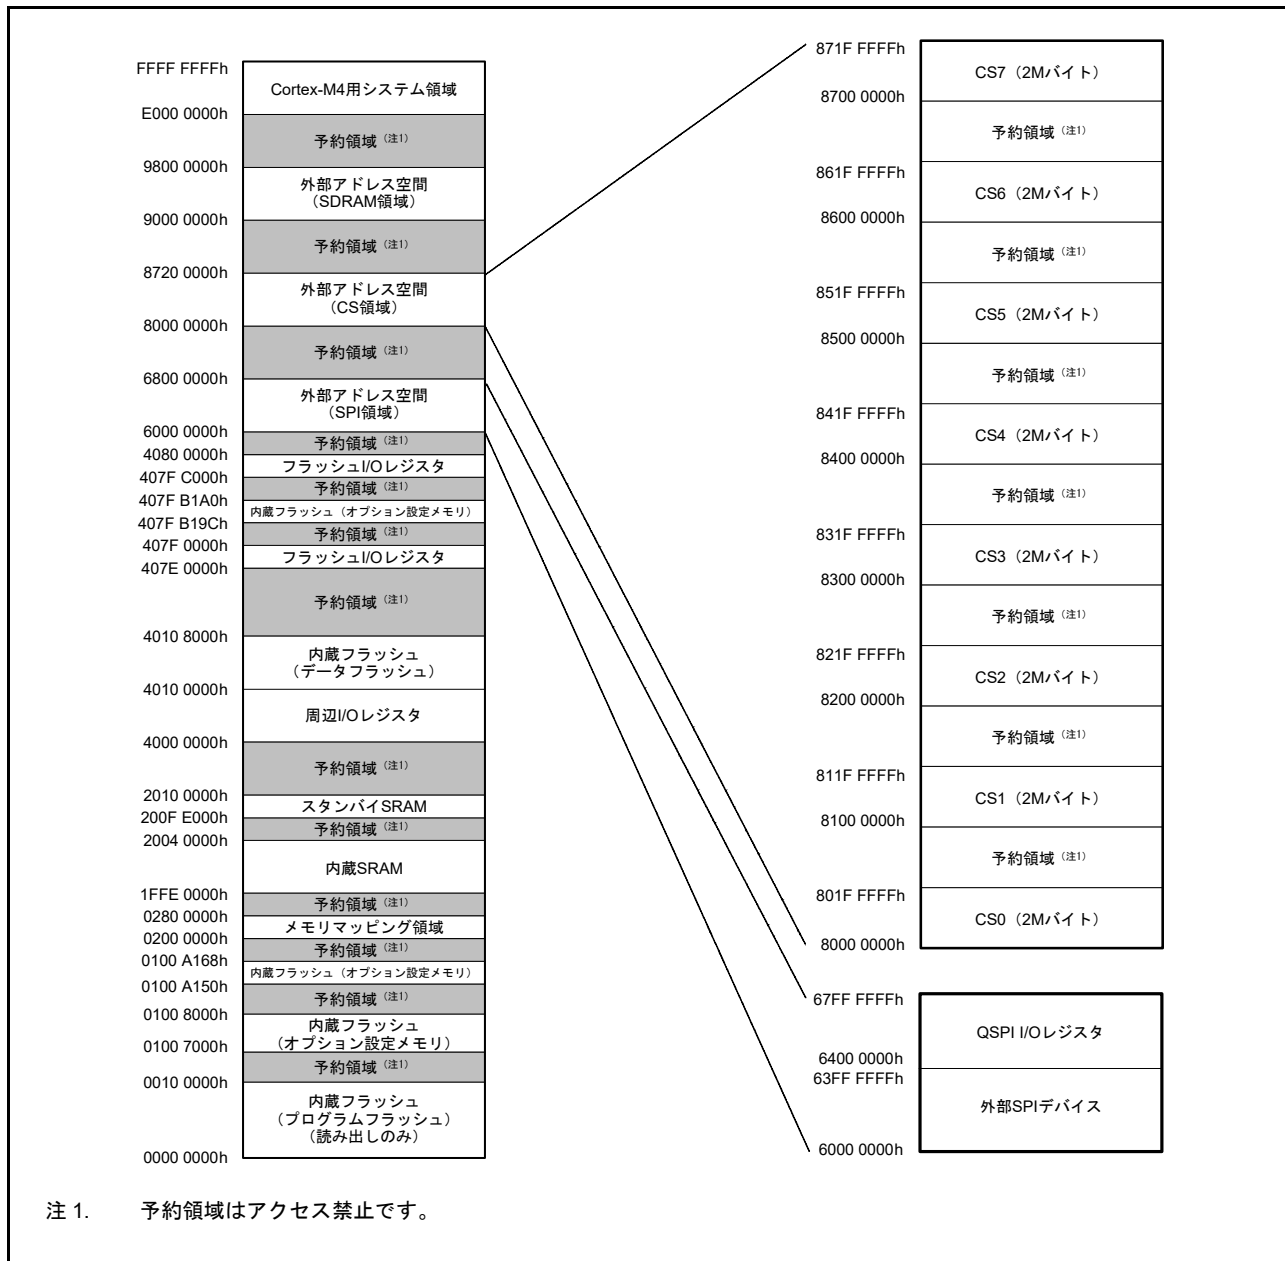 FFFF FFFFh
Cortex-M4用システム領域
E000 0000h
予約領域（注1）
9800 0000h
外部アドレス空間
（SDRAM領域）
9000 0000h
予約領域（注1）
8720 0000h
外部アドレス空間
（CS領域）
8000 0000h
予約領域（注1）
6800 0000h
外部アドレス空間
（SPI領域）
6000 0000h
予約領域（注1）
4080 0000h
フラッシュI/Oレジスタ
407F C000h
予約領域（注1）
407F B1A0h
内蔵フラッシュ（オプション設定メモリ）
407F B19Ch
予約領域（注1）
407F 0000h
フラッシュI/Oレジスタ
407E 0000h
予約領域（注1）
4010 8000h
内蔵フラッシュ
（データフラッシュ）
4010 0000h
周辺I/Oレジスタ
4000 0000h
予約領域（注1）
2010 0000h
スタンバイSRAM
200F E000h
予約領域（注1）
2004 0000h
内蔵SRAM
1FFE 0000h
予約領域（注1）
0280 0000h
メモリマッピング領域
0200 0000h
予約領域（注1）
0100 A168h
内蔵フラッシュ（オプション設定メモリ）
0100 A150h
予約領域（注1）
0100 8000h
内蔵フラッシュ
（オプション設定メモリ）
0100 7000h
予約領域（注1）
0010 0000h
内蔵フラッシュ
（プログラムフラッシュ）
（読み出しのみ）
0000 0000h
871F FFFFh
CS7（2Mバイト）
8700 0000h
予約領域（注1）
861F FFFFh
CS6（2Mバイト）
8600 0000h
予約領域（注1）
851F FFFFh
CS5（2Mバイト）
8500 0000h
予約領域（注1）
841F FFFFh
CS4（2Mバイト）
8400 0000h
予約領域（注1）
831F FFFFh
CS3（2Mバイト）
8300 0000h
予約領域（注1）
821F FFFFh
CS2（2Mバイト）
8200 0000h
予約領域（注1）
811F FFFFh
CS1（2Mバイト）
8100 0000h
予約領域（注1）
801F FFFFh
CS0（2Mバイト）
8000 0000h
67FF FFFFh
QSPI I/Oレジスタ
6400 0000h
63FF FFFFh
外部SPIデバイス
6000 0000h
注 1. 予約領域はアクセス禁止です。